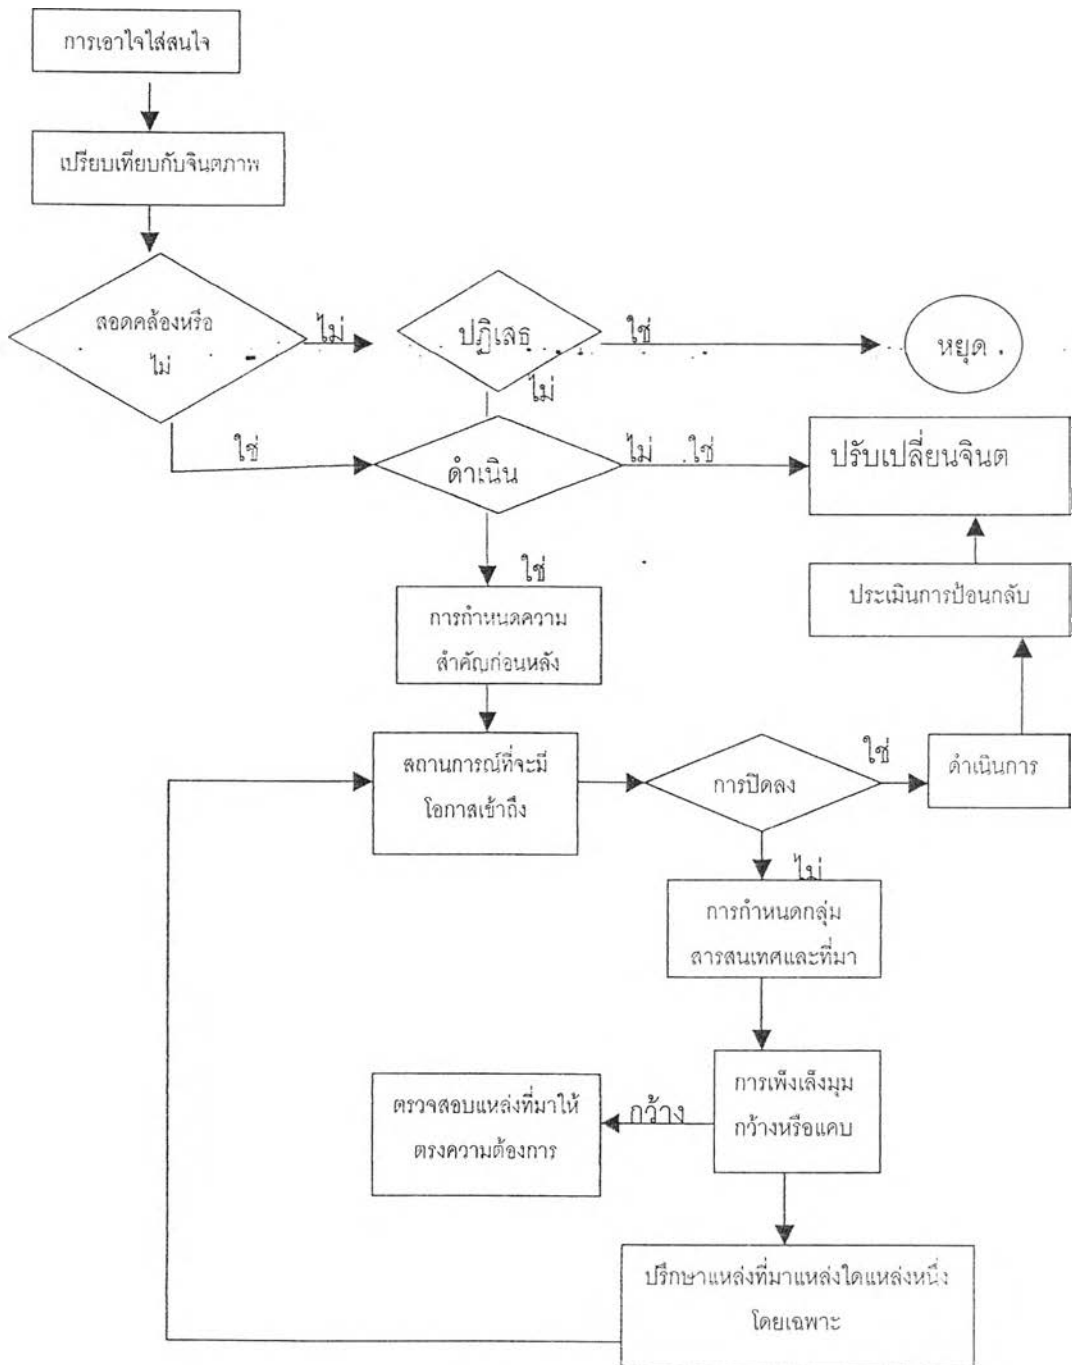 การเอาใจใส่สนใจ
เปรียบเทียบกับจินตภาพ
สอดคล้องหรือ
ไม่
ไม่
ปฏิเสธ
ใช่
หยุด
ไม่
ใช่
ดำเนิน
ไม่ ใช่
ปรับเปลี่ยนจินต
ใช่
ประเมินการป้อนกลับ
การกำหนดความ
สำคัญก่อนหลัง
สถานการณ์ที่จะมี
โอกาสเข้าถึง
การปิดลง
ใช่
ดำเนินการ
ไม่
การกำหนดกลุ่ม
สารสนเทศและที่มา
การเพ็งเล็งมุม
กว้างหรือแคบ
กว้าง
ตรวจสอบแหล่งที่มาให้
ตรงความต้องการ
ปรึกษาแหล่งที่มาแหล่งใดแหล่งหนึ่ง
โดยเฉพาะ